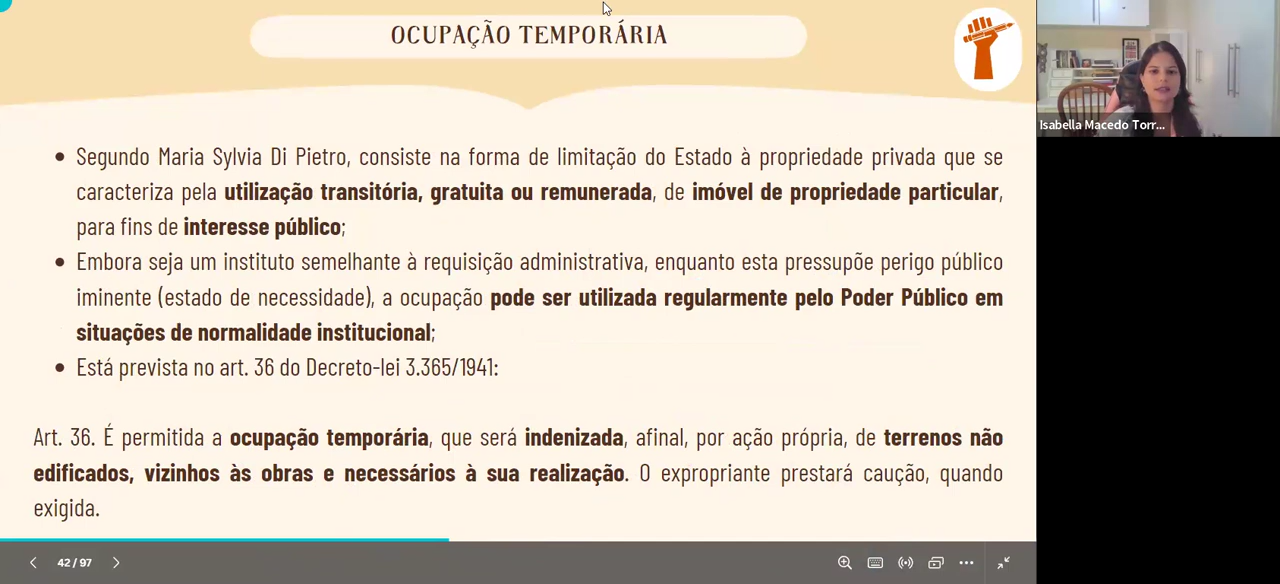 OCUPAÇÃO TEMPORÁRIA
Isabella Macedo Torr...
• Segundo Maria Sylvia Di Pietro, consiste na forma de limitação do Estado à propriedade privada que se
caracteriza pela utilização transitória, gratuita ou remunerada, de imóvel de propriedade particular,
para fins de interesse público;
• Embora seja um instituto semelhante à requisição administrativa, enquanto esta pressupõe perigo público
iminente (estado de necessidade), a ocupação pode ser utilizada regularmente pelo Poder Público em
situações de normalidade institucional;
• Está prevista no art. 36 do Decreto-lei 3.365/1941:
Art. 36. É permitida a ocupação temporária, que será indenizada, afinal, por ação própria, de terrenos não
edificados, vizinhos às obras e necessários à sua realização. O expropriante prestará caução, quando
exigida.
42 / 97